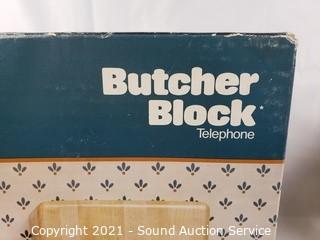 Butcher
Block
Telephone
Copyright 2021 - Sound Auction Service